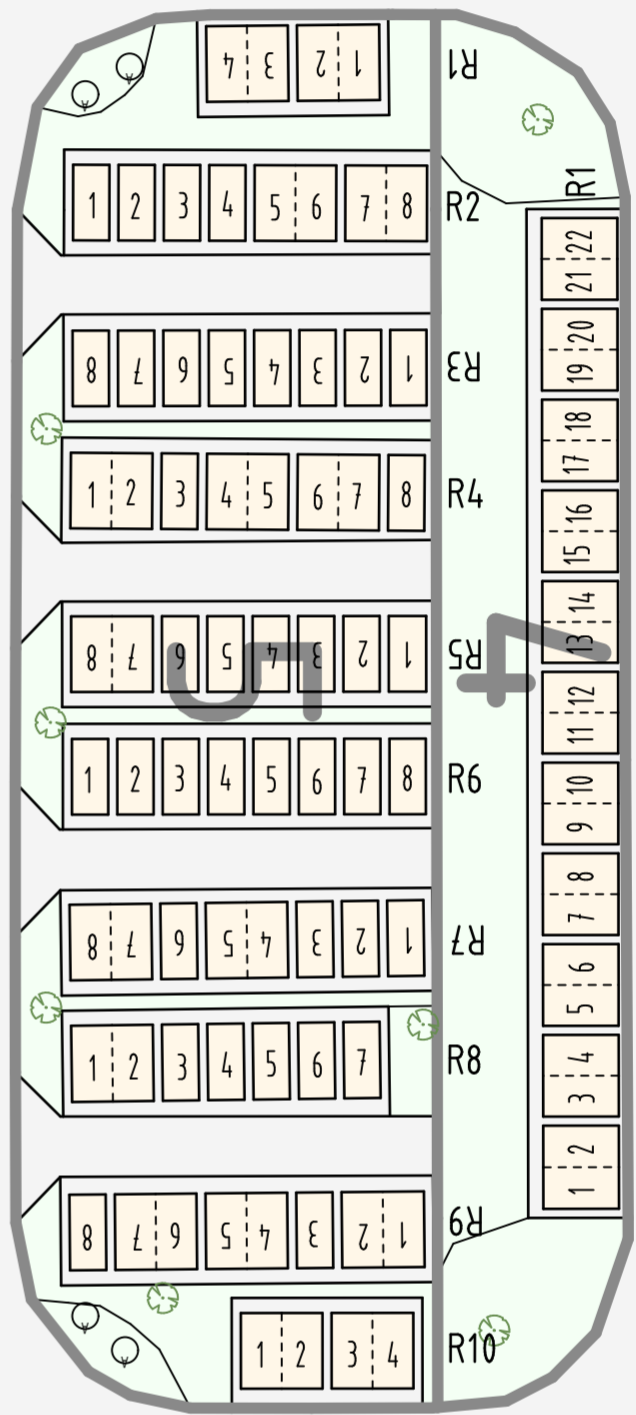 4 3 2 1 R1
1 2 3 4 5 6 7 8 R2
8 7 6 5 4 3 2 1 R3
1 2 3 4 5 6 7 8 R4
8 7 6 5 4 3 2 1 R5
1 2 3 4 5 6 7 8 R6
8 7 6 5 4 3 2 1 R7
1 2 3 4 5 6 7 R8
8 7 6 5 4 3 2 1 R9
1 2 3 4 R10
5
4
R1
21 22
19 20
17 18
15 16
13 14
11 12
9 10
7 8
5 6
3 4
1 2